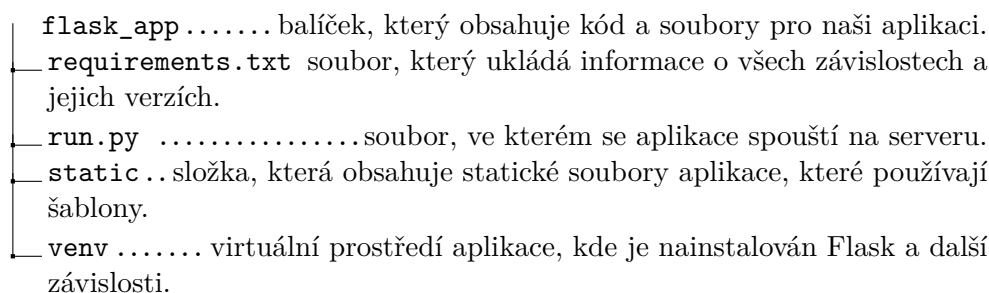 flask_app ....... balíček, který obsahuje kód a soubory pro naši aplikaci.
requirements.txt soubor, který ukládá informace o všech závislostech a
jejich verzích.
run.py ................ soubor, ve kterém se aplikace spouští na serveru.
static .. složka, která obsahuje statické soubory aplikace, které používají
šablony.
venv ....... virtuální prostředí aplikace, kde je nainstalován Flask a další
závislosti.